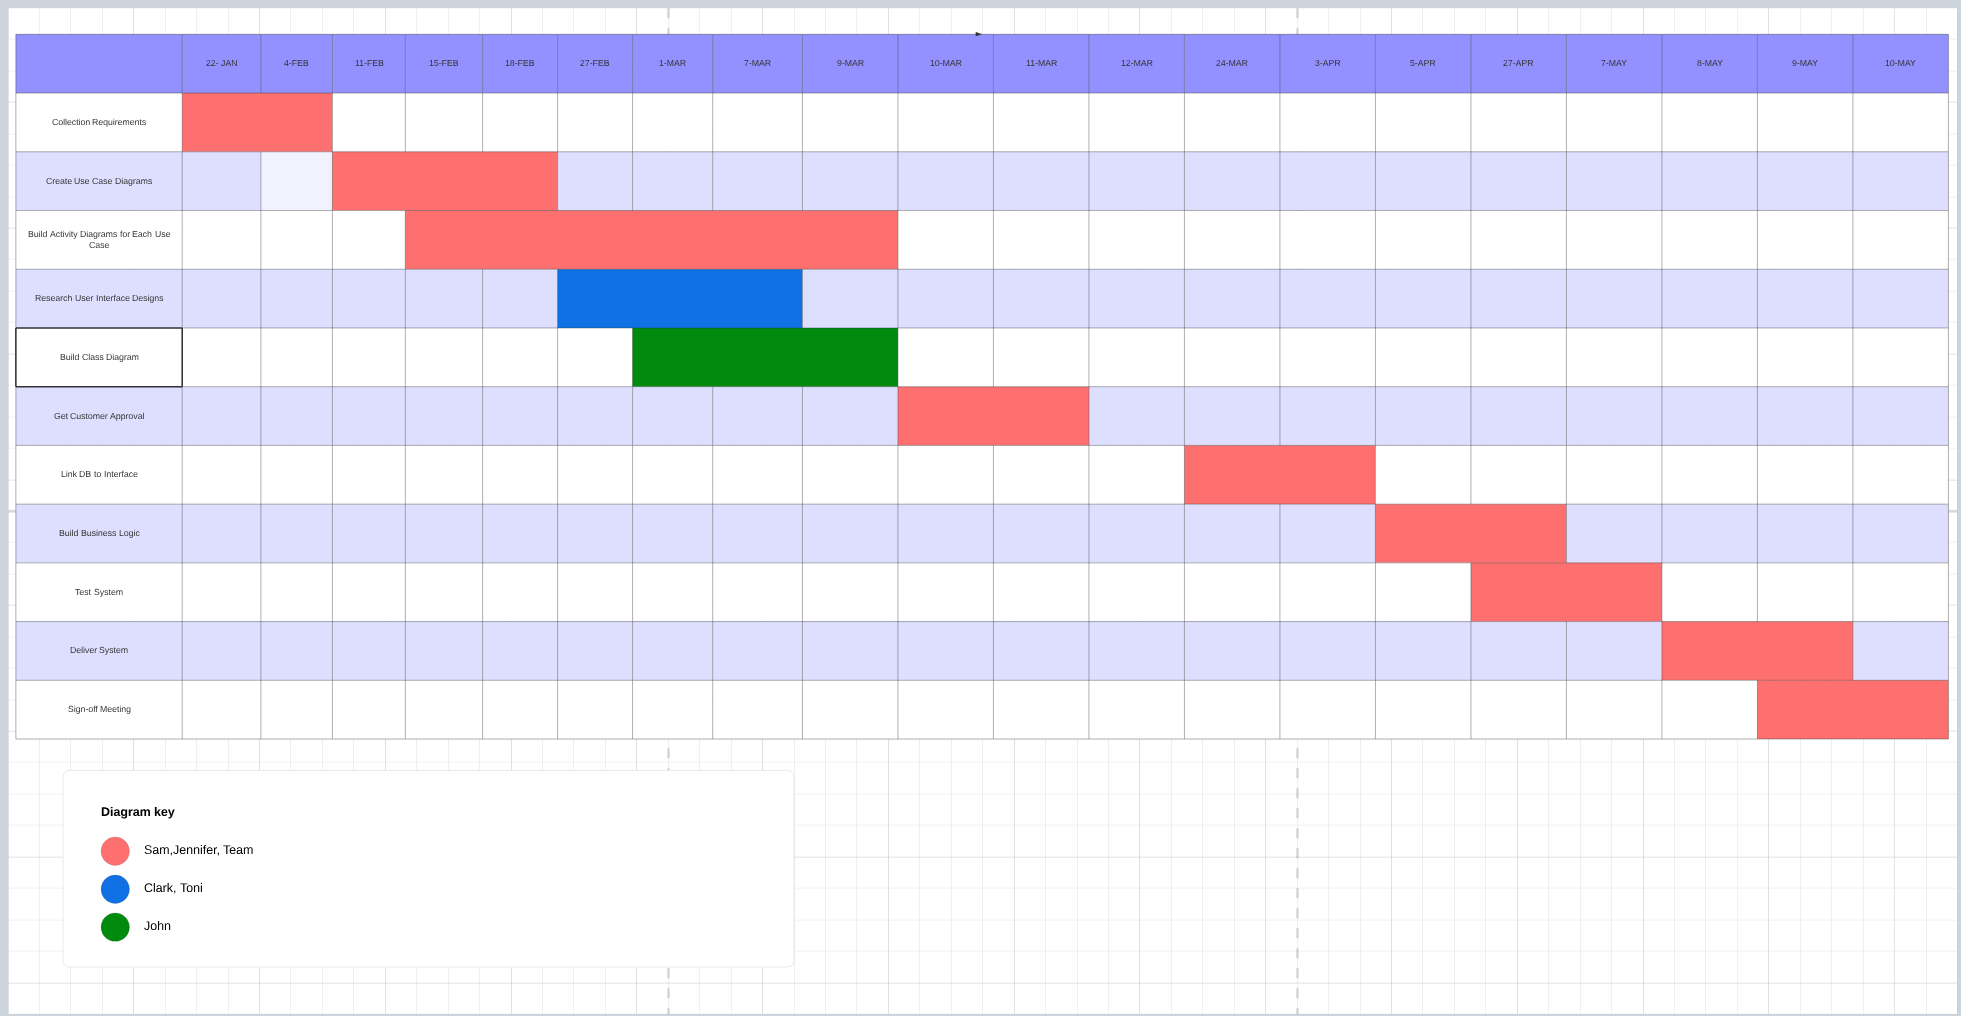 22- JAN
4-FEB
11-FEB
15-FEB
18-FEB
27-FEB
1-MAR
7-MAR
9-MAR
10-MAR
11-MAR
12-MAR
24-MAR
3-APR
5-APR
27-APR
7-MAY
8-MAY
9-MAY
10-MAY
Collection Requirements
Create Use Case Diagrams
Build Activity Diagrams for Each Use
Case
Research User Interface Designs
Build Class Diagram
Get Customer Approval
Link DB to Interface
Build Business Logic
Test System
Deliver System
Sign-off Meeting
Diagram key
Sam,Jennifer, Team
Clark, Toni
John